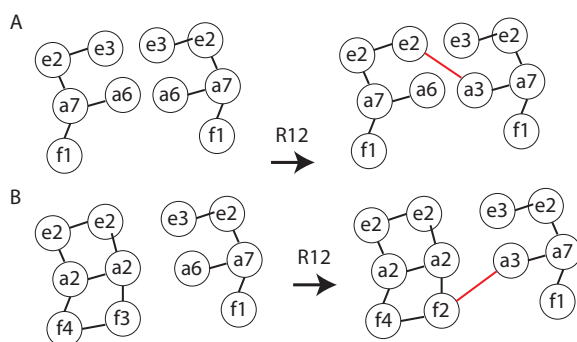 A
e2 e3 e3 e2 e2 e2 e3 e2
a7 a6 a6 a7 a7 a6 a3 a7
f1 f1 R12 f1 f1
B
e2 e2 e3 e2 e2 e2 e3 e2
a2 a2 a6 a7 R12 a2 a2 a3 a7
f4 f3 f1 f4 f2 f1